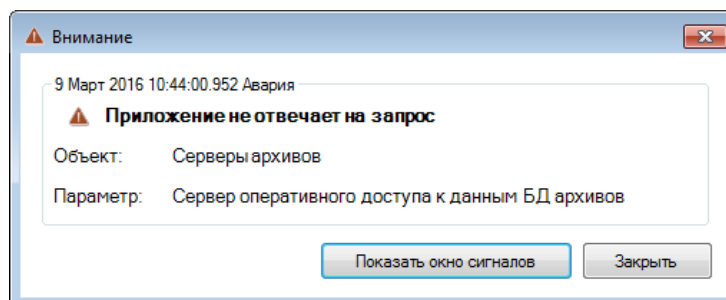 Внимание
9 Март 2016 10:44:00.952 Авария
Приложение не отвечает на запрос
Объект: Серверы архивов
Параметр: Сервер оперативного доступа к данным БД архивов
Показать окно сигналов Закрыть